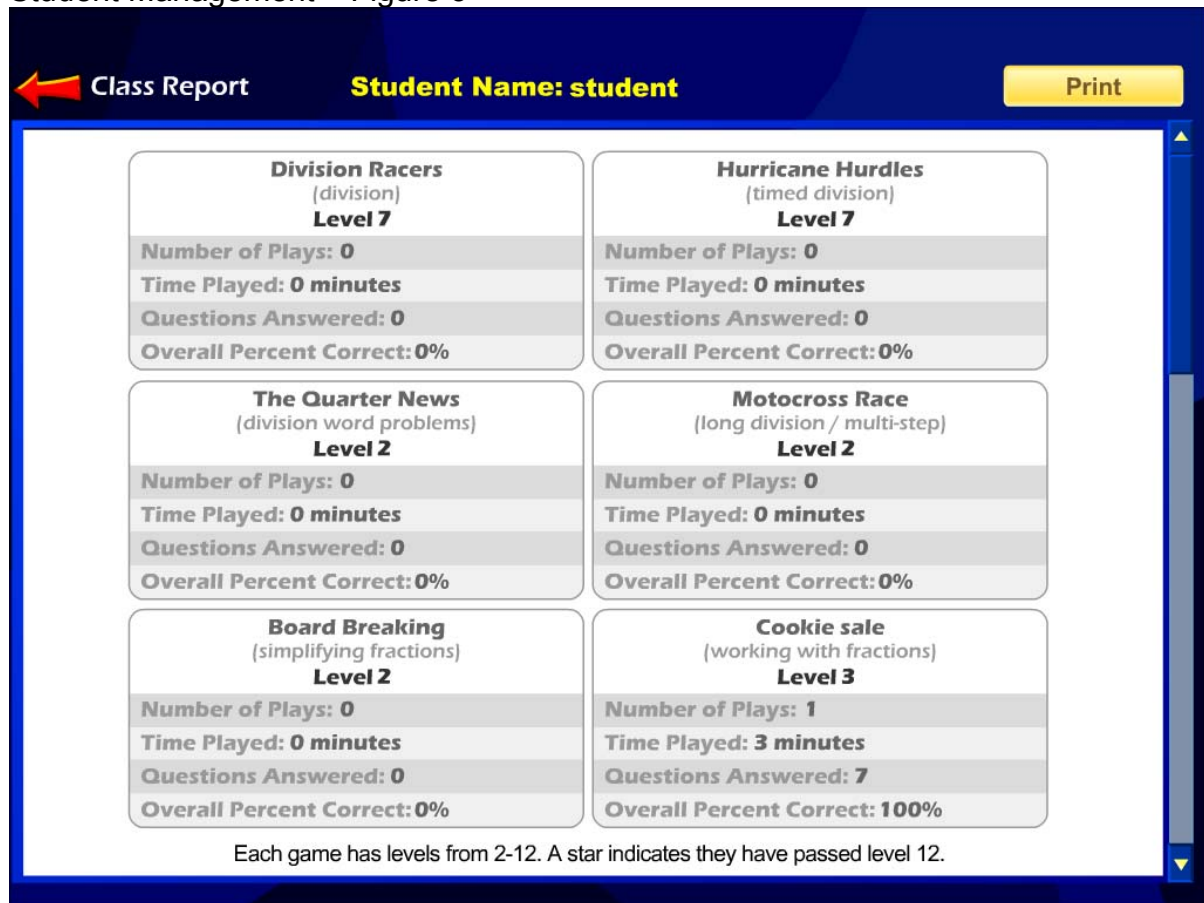 Class Report
Student Name: student
Print
Division Racers
(division)
Level 7
Number of Plays: 0
Time Played: 0 minutes
Questions Answered: 0
Overall Percent Correct: 0%
Hurricane Hurdles
(timed division)
Level 7
Number of Plays: 0
Time Played: 0 minutes
Questions Answered: 0
Overall Percent Correct: 0%
The Quarter News
(division word problems)
Level 2
Number of Plays: 0
Time Played: 0 minutes
Questions Answered: 0
Overall Percent Correct: 0%
Motocross Race
(long division / multi-step)
Level 2
Number of Plays: 0
Time Played: 0 minutes
Questions Answered: 0
Overall Percent Correct: 0%
Board Breaking
(simplifying fractions)
Level 2
Number of Plays: 0
Time Played: 0 minutes
Questions Answered: 0
Overall Percent Correct: 0%
Cookie sale
(working with fractions)
Level 3
Number of Plays: 1
Time Played: 3 minutes
Questions Answered: 7
Overall Percent Correct: 100%
Each game has levels from 2-12. A star indicates they have passed level 12.